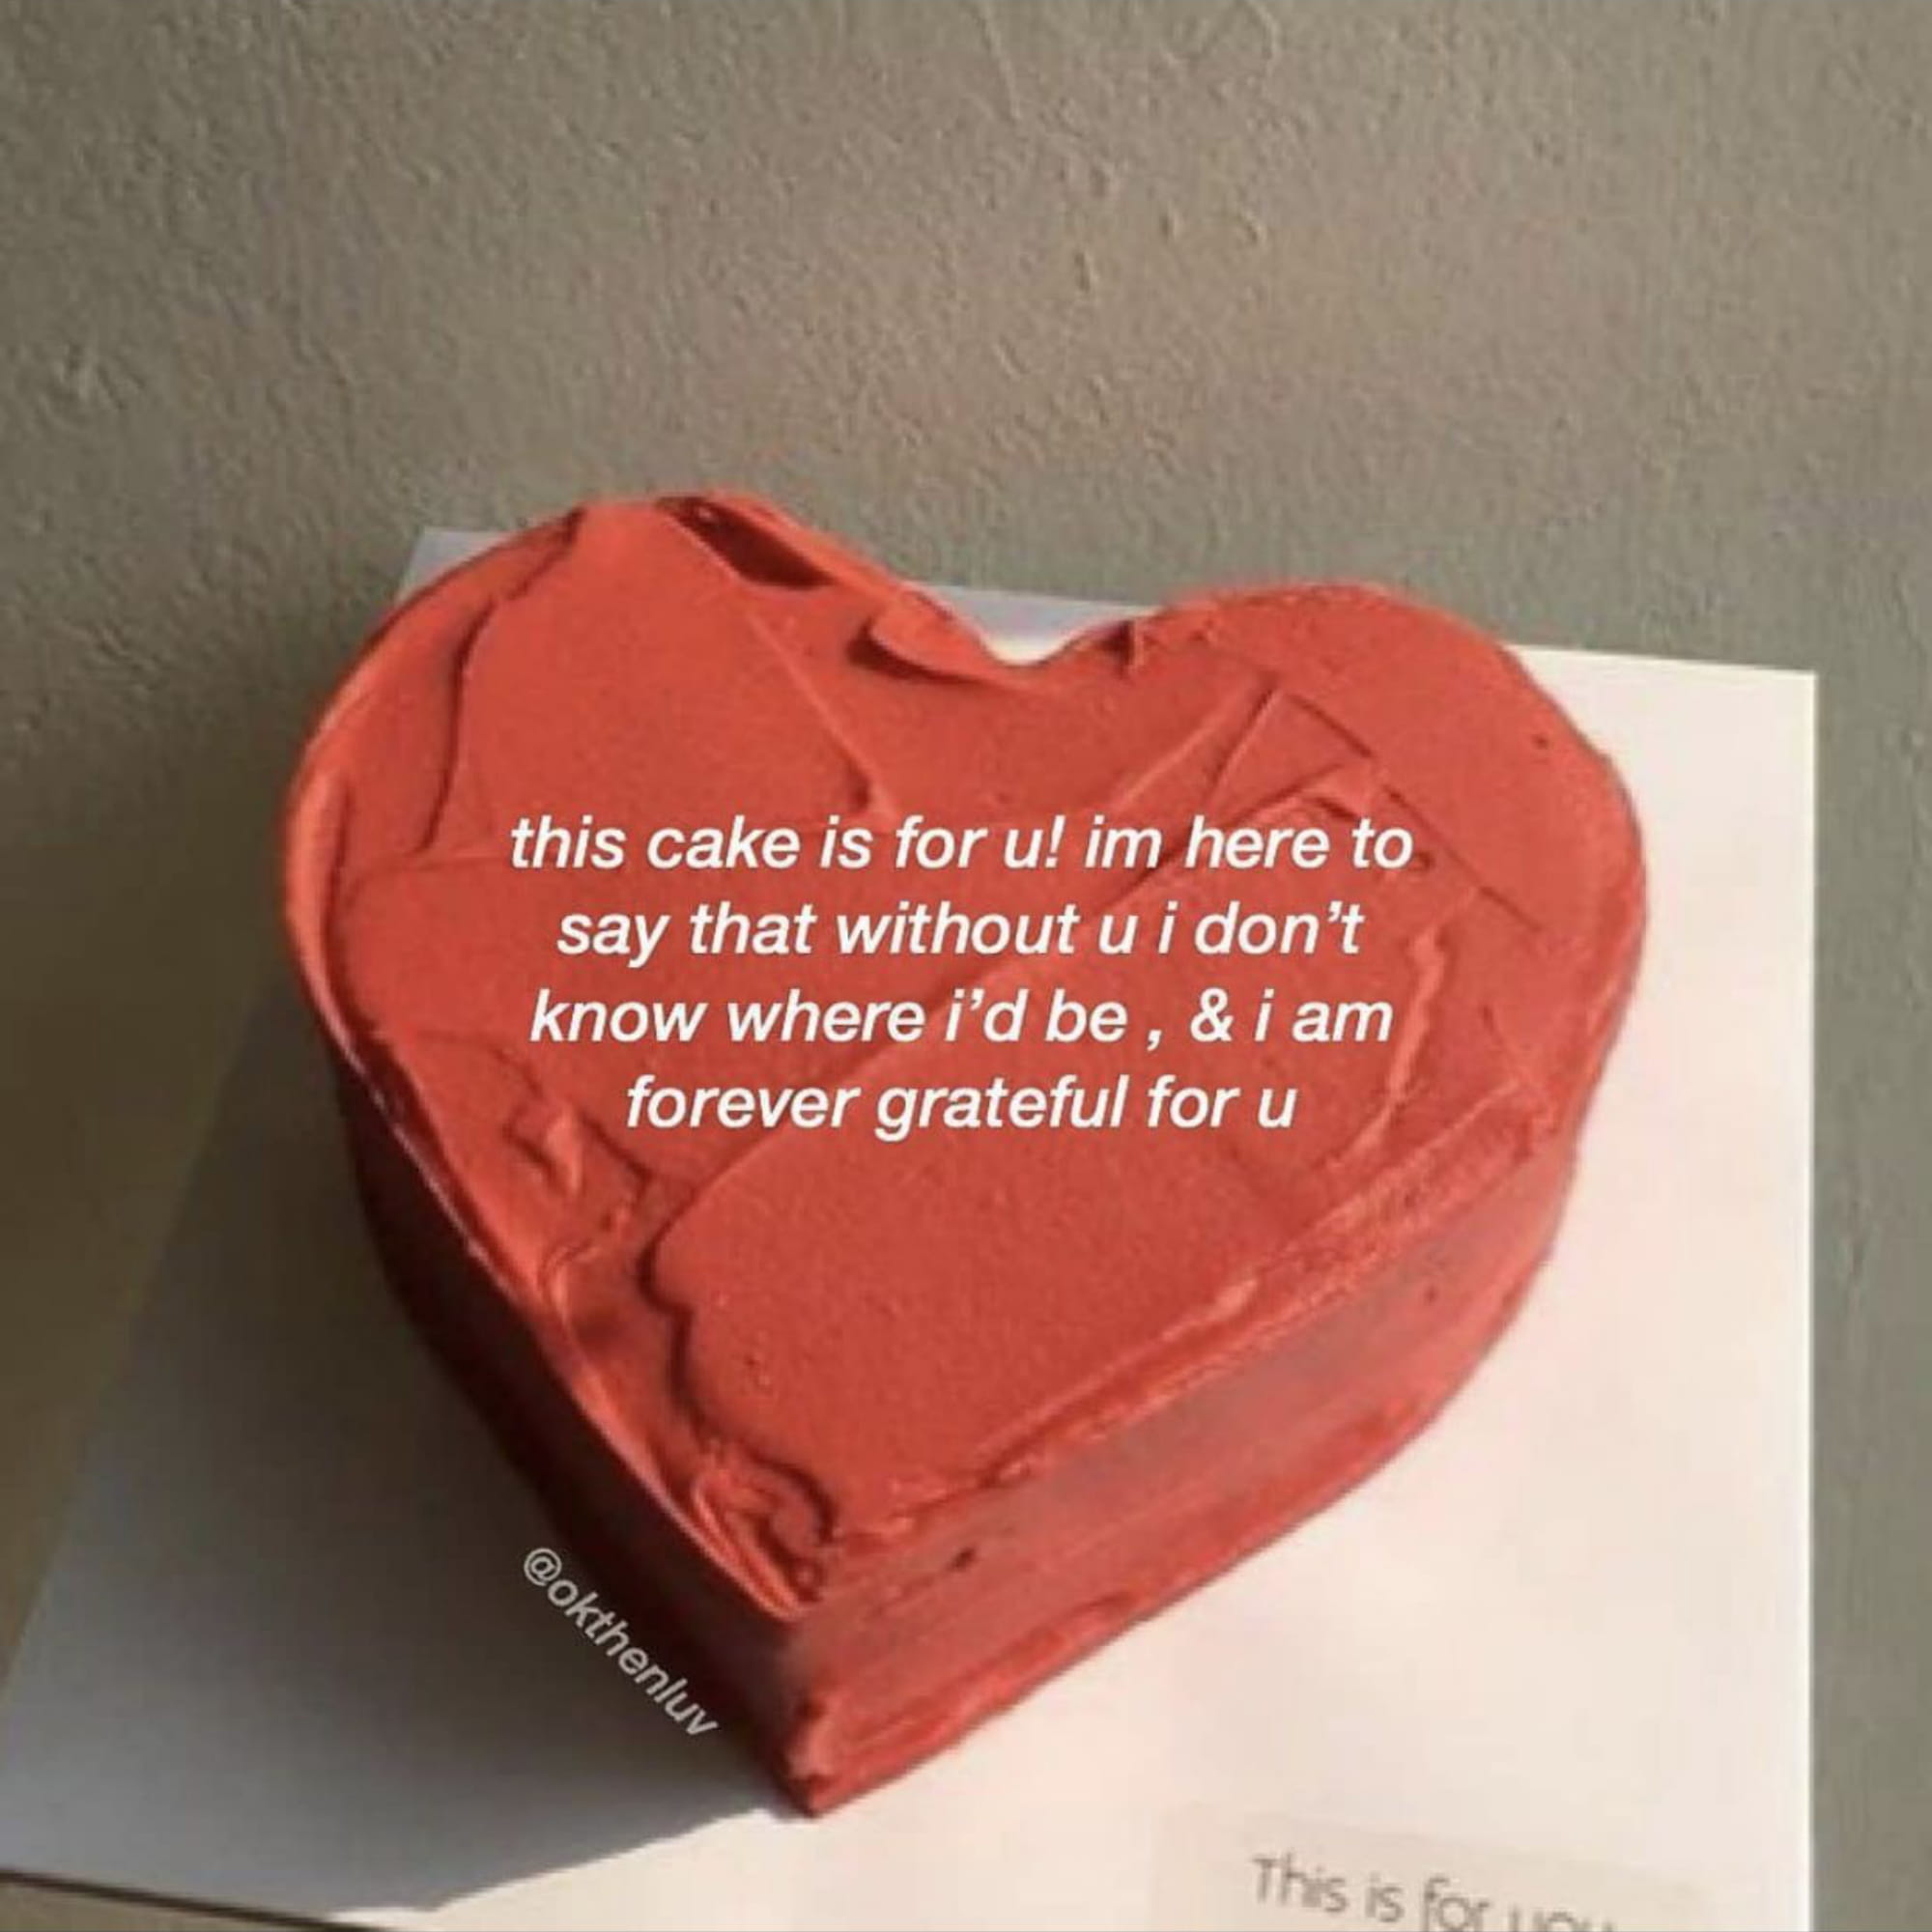 this cake is for u! im here to
say that without u i don’t
know where i’d be , & i am
forever grateful for u
@okthenluv
This is for you